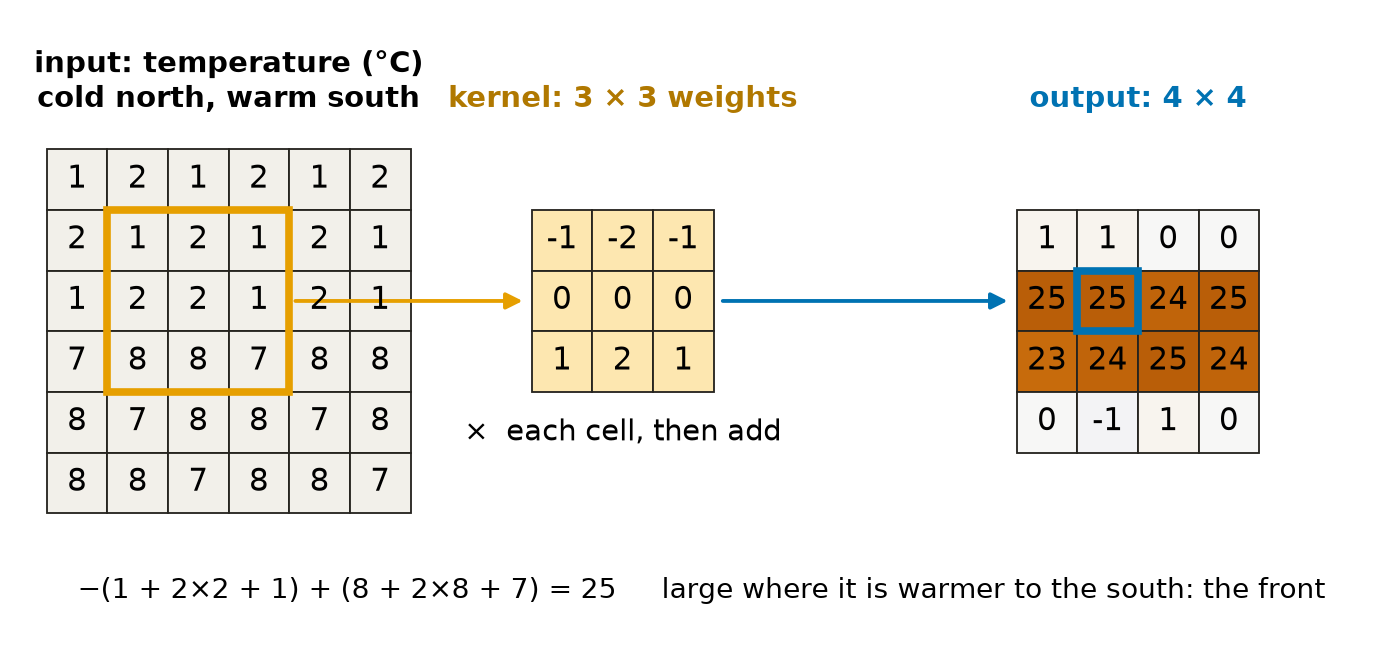 input: temperature (°C)
cold north, warm south
kernel: 3 × 3 weights
output: 4 × 4
1 2 1 2 1 2
2 1 2 1 2 1
1 2 2 1 2 1
7 8 8 7 8 8
8 7 8 8 7 8
8 8 7 8 8 7
-1 -2 -1
0 0 0
1 2 1
× each cell, then add
1 1 0 0
25 25 24 25
23 24 25 24
0 -1 1 0
−(1 + 2×2 + 1) + (8 + 2×8 + 7) = 25
large where it is warmer to the south: the front